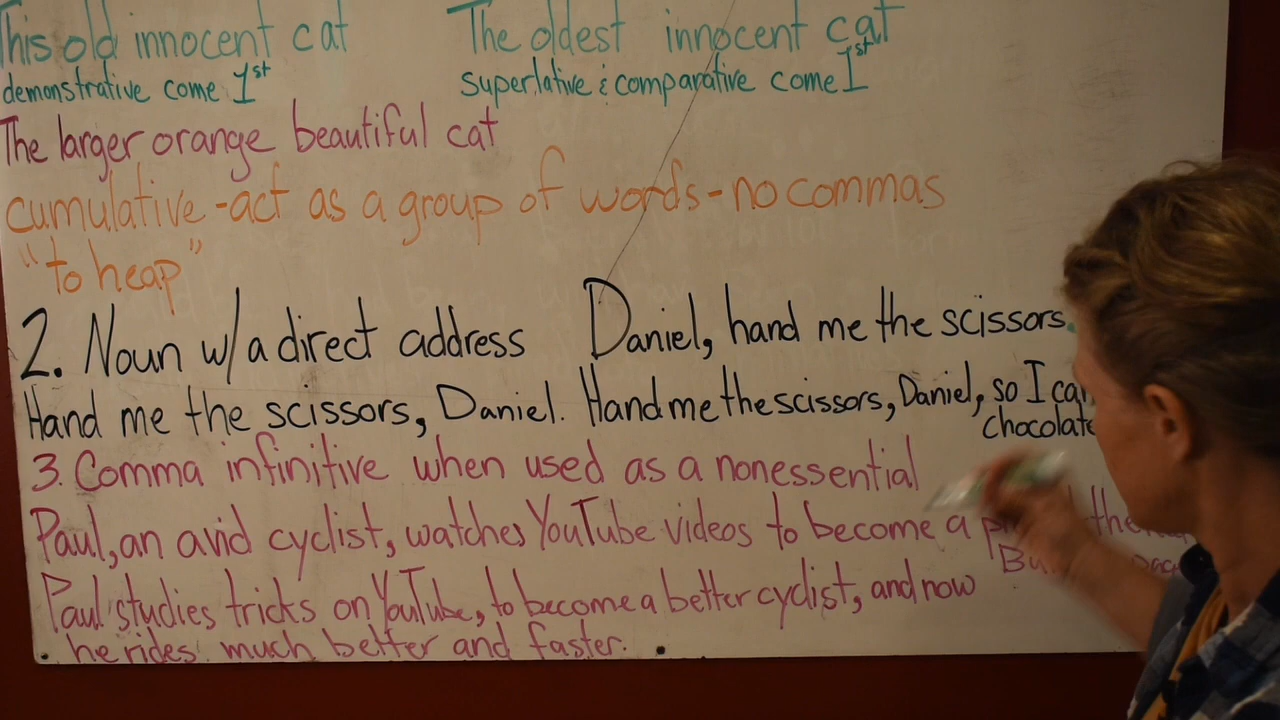 This old innocent cat
The oldest innocent cat
demonstrative come 1st
superlative & comparative come 1st
The larger orange beautiful cat
cumulative - act as a group of words - no commas
"to heap"
2. Noun w/a direct address
Daniel, hand me the scissors.
Hand me the scissors, Daniel. Hand me the scissors, Daniel, so I can
chocolate
3. Comma infinitive when used as a nonessential
Paul, an avid cyclist, watches YouTube videos to become a
Paul studies tricks on YouTube, to become a better cyclist, and now
he rides much better and faster.